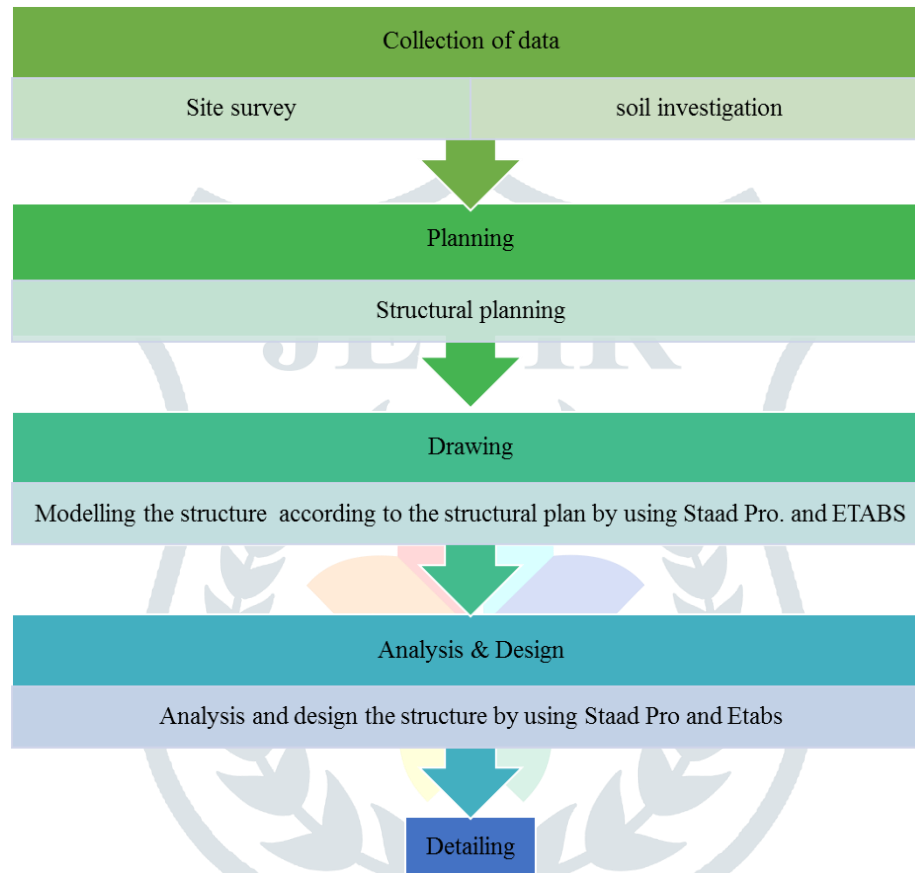 Collection of data
Site survey
soil investigation
Planning
Structural planning
JETIR
Drawing
Modelling the structure according to the structural plan by using Staad Pro. and ETABS
Analysis & Design
Analysis and design the structure by using Staad Pro and Etabs
Detailing